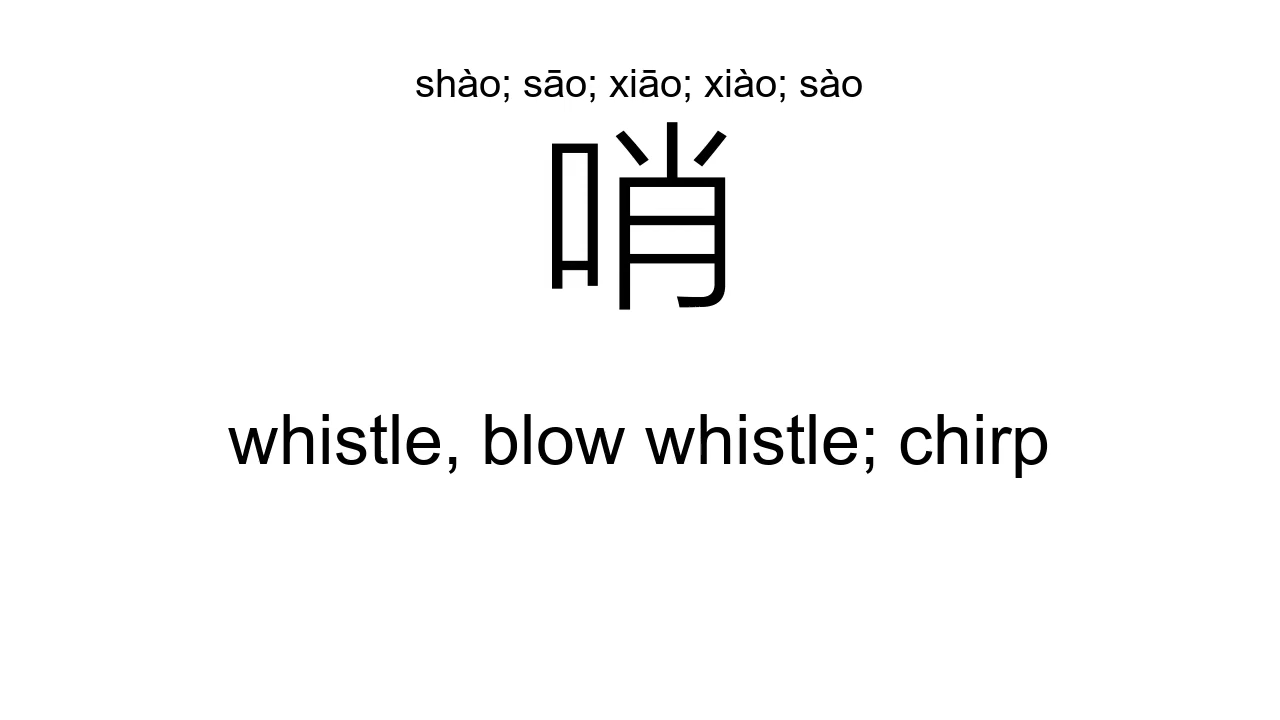 shào; sāo; xiāo; xiào; sào
哨
whistle, blow whistle; chirp